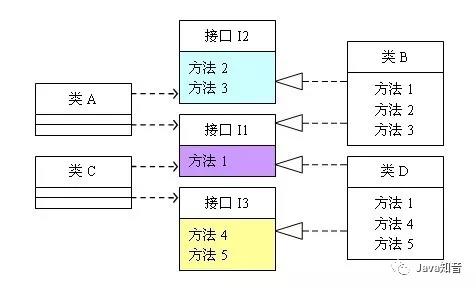 接口 I2
方法 2
方法 3
类 A
接口 I1
方法 1
类 B
方法 1
方法 2
方法 3
类 C
接口 I3
方法 4
方法 5
类 D
方法 1
方法 4
方法 5
Java知音